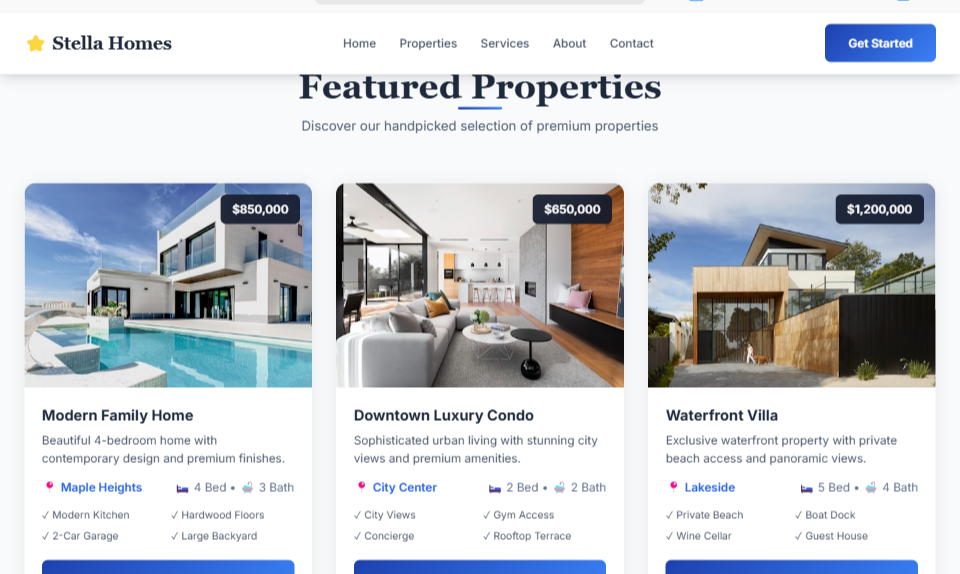 Stella Homes
Home
Properties
Services
About
Contact
Get Started
Featured Properties
Discover our handpicked selection of premium properties
$850,000
Modern Family Home
Beautiful 4-bedroom home with
contemporary design and premium finishes.
📍 Maple Heights 🛏️ 4 Bed • 🛁 3 Bath
✓ Modern Kitchen ✓ Hardwood Floors
✓ 2-Car Garage ✓ Large Backyard
$650,000
Downtown Luxury Condo
Sophisticated urban living with stunning city
views and premium amenities.
📍 City Center 🛏️ 2 Bed • 🛁 2 Bath
✓ City Views ✓ Gym Access
✓ Concierge ✓ Rooftop Terrace
$1,200,000
Waterfront Villa
Exclusive waterfront property with private
beach access and panoramic views.
📍 Lakeside 🛏️ 5 Bed • 🛁 4 Bath
✓ Private Beach ✓ Boat Dock
✓ Wine Cellar ✓ Guest House